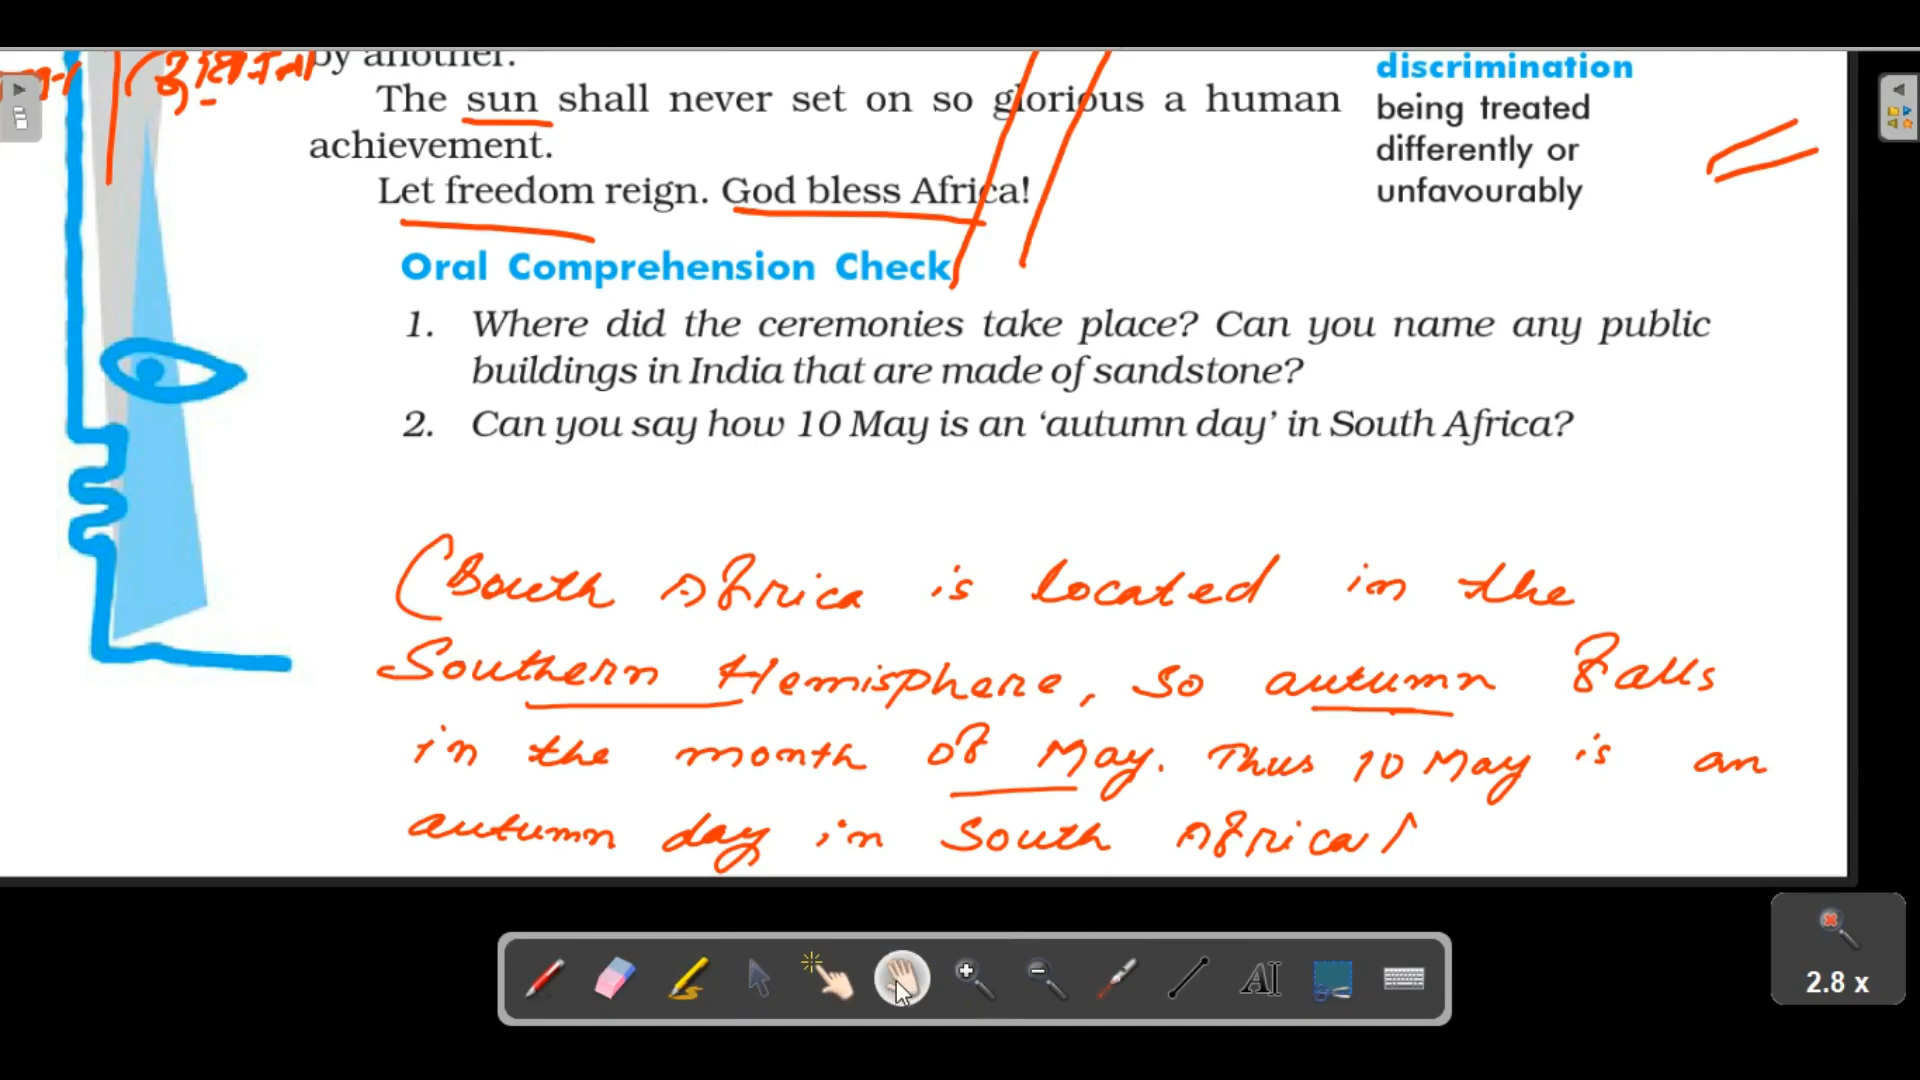 by another.
The sun shall never set on so glorious a human
achievement.
Let freedom reign. God bless Africa!
discrimination
being treated
differently or
unfavourably
Oral Comprehension Check
1. Where did the ceremonies take place? Can you name any public
buildings in India that are made of sandstone?
2. Can you say how 10 May is an ‘autumn day’ in South Africa?
(South Africa is located in the
Southern Hemisphere, so autumn falls
in the month of May. Thus 10 May is an
autumn day in South Africa)
AI
2.8 x